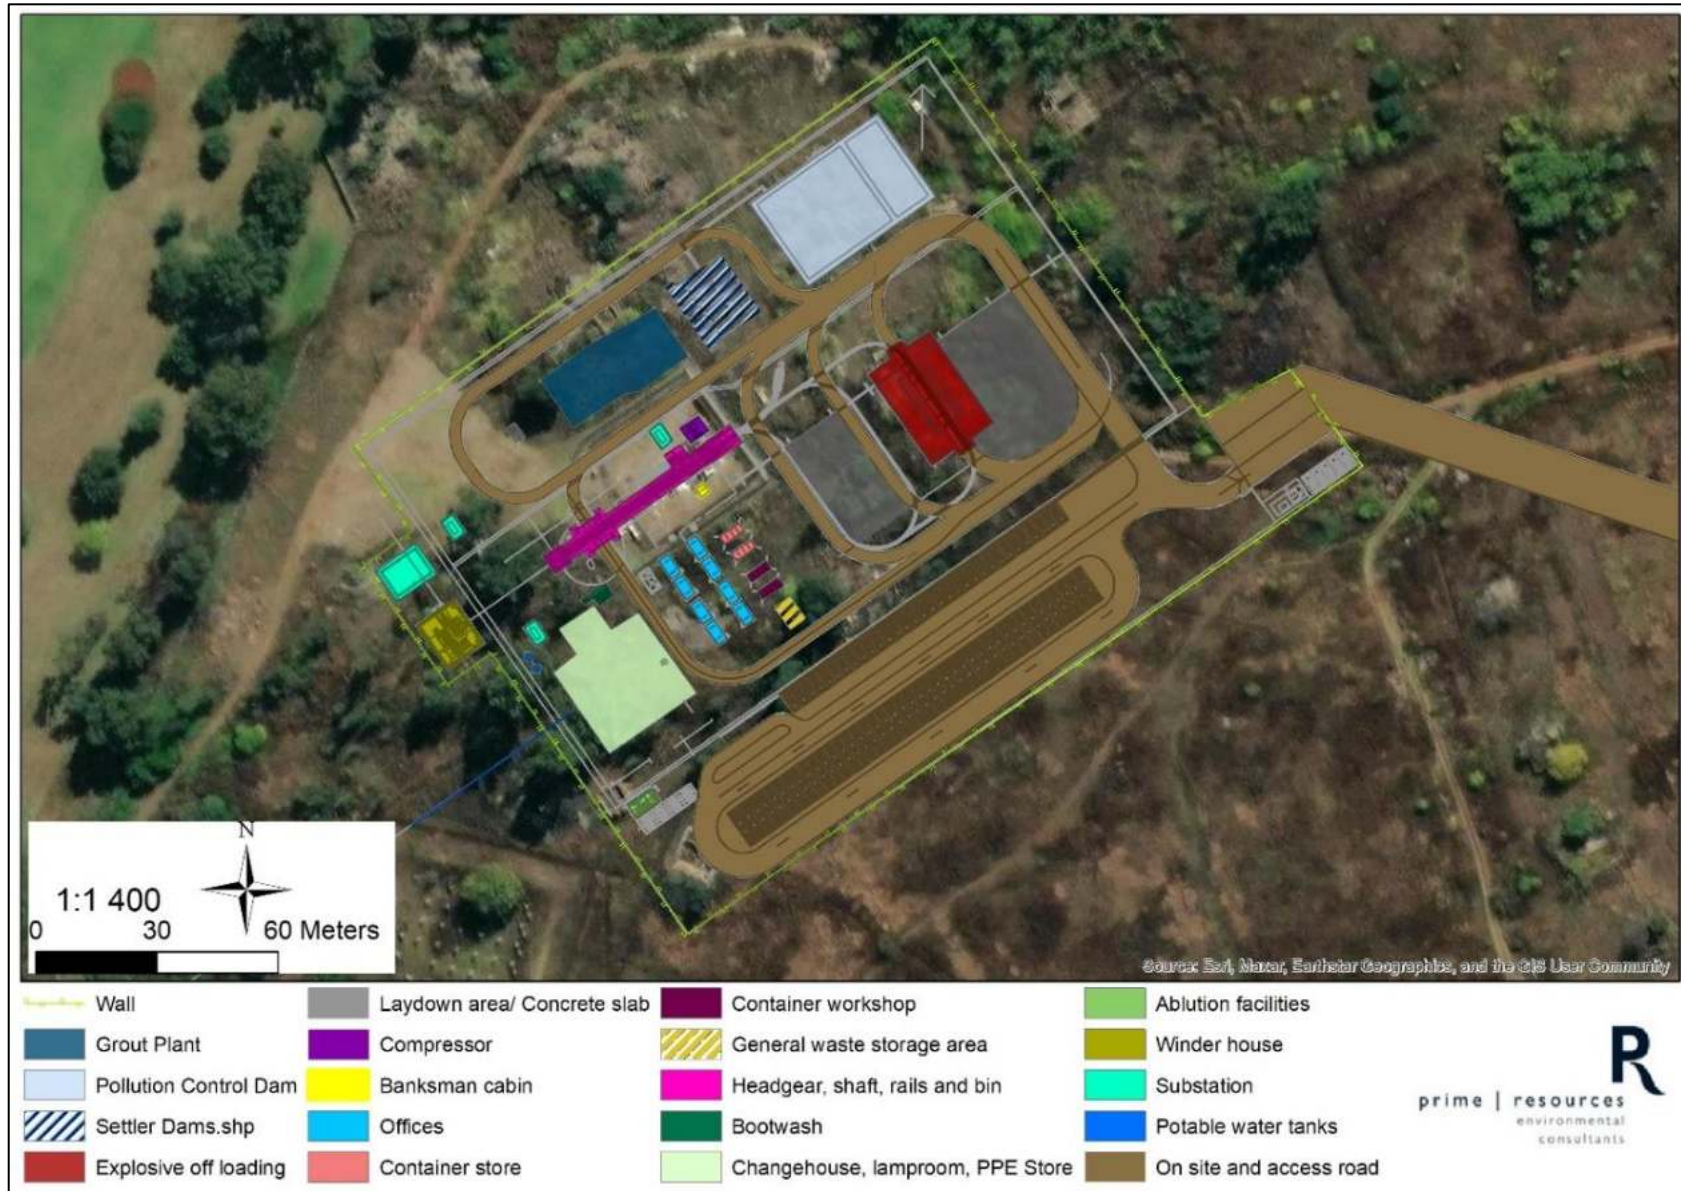 N
1:1 400
0 30 60 Meters
Source: Esri, Maxar, Earthstar Geographics, and the GIS User Community
Wall
Laydown area/ Concrete slab
Container workshop
Ablution facilities
Grout Plant
Compressor
General waste storage area
Winder house
Pollution Control Dam
Banksman cabin
Headgear, shaft, rails and bin
Substation
Settler Dams.shp
Offices
Bootwash
Potable water tanks
Explosive off loading
Container store
Changehouse, lamproom, PPE Store
On site and access road
R
prime | resources
environmental
consultants